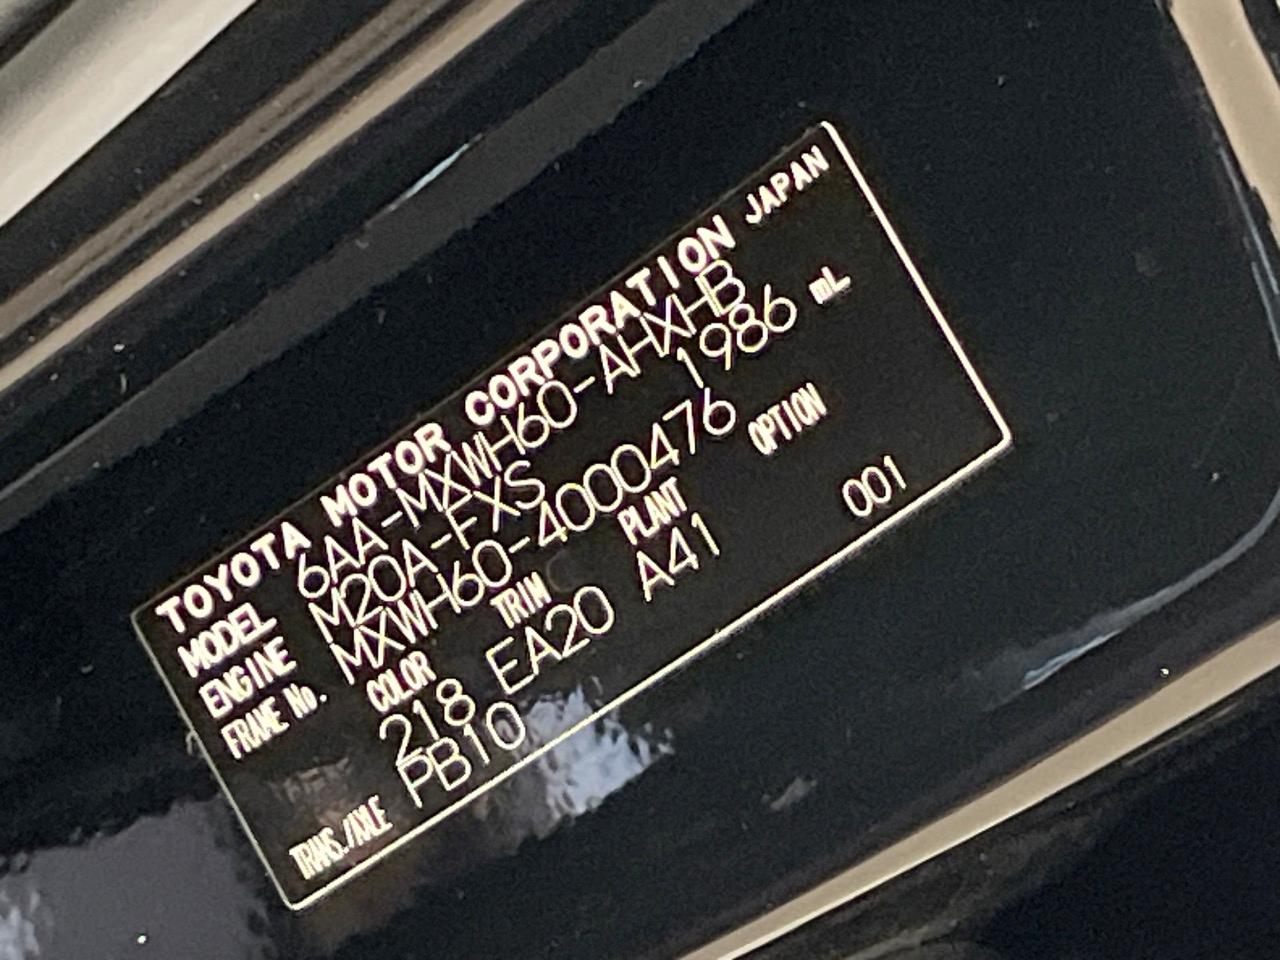 TOYOTA MOTOR CORPORATION JAPAN
MODEL 6AA-MXWH60-AHXHB
ENGINE M20A-FXS 1986 mL
FRAME No. MXWH60-4000476
COLOR TRIM PLANT OPTION
218 EA20 A41 001
TRANS./AXLE PB10